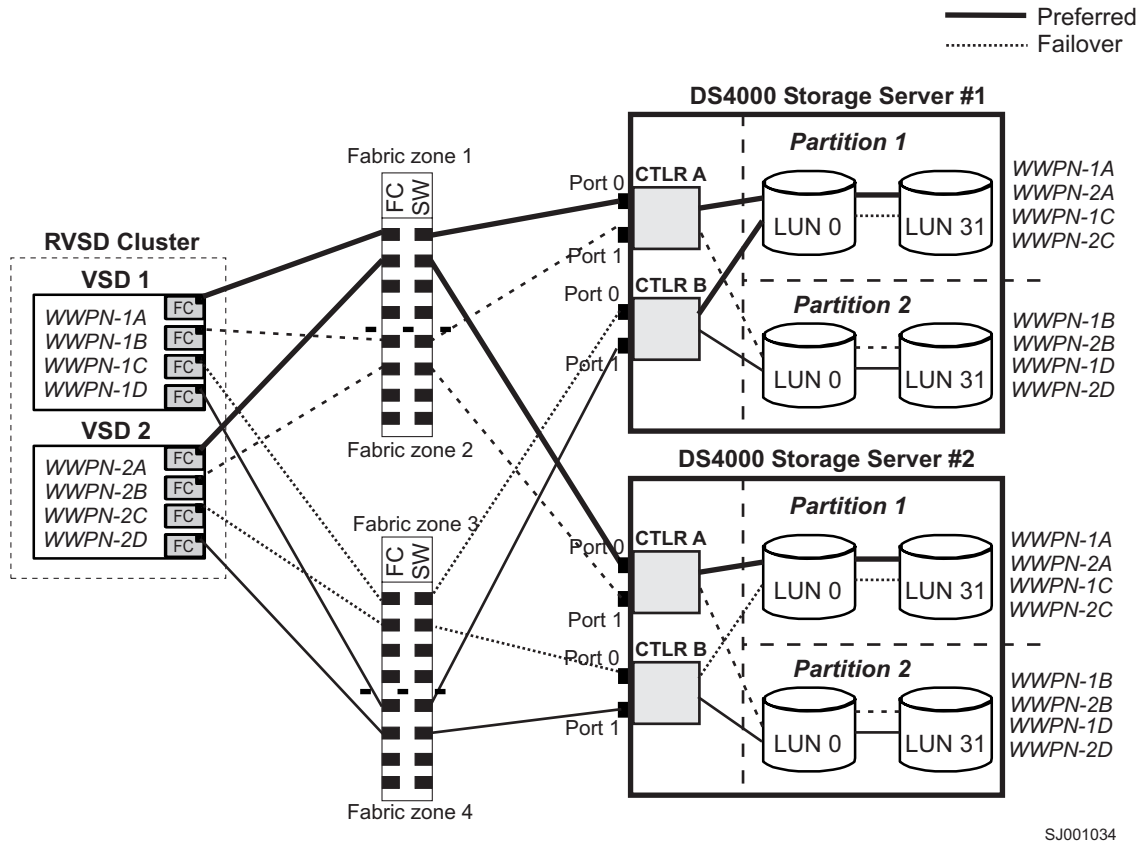 Preferred
Failover
DS4000 Storage Server #1
Fabric zone 1
FC
SW
Fabric zone 2
RVSD Cluster
VSD 1
WWPN-1A
WWPN-1B
WWPN-1C
WWPN-1D
FC
FC
FC
FC
VSD 2
WWPN-2A
WWPN-2B
WWPN-2C
WWPN-2D
FC
FC
FC
FC
Fabric zone 3
FC
SW
Fabric zone 4
Port 0
CTLR A
Port 1
Port 0
CTLR B
Port 1
Partition 1
LUN 0
LUN 31
WWPN-1A
WWPN-2A
WWPN-1C
WWPN-2C
Partition 2
LUN 0
LUN 31
WWPN-1B
WWPN-2B
WWPN-1D
WWPN-2D
DS4000 Storage Server #2
Port 0
CTLR A
Port 1
Port 0
CTLR B
Port 1
Partition 1
LUN 0
LUN 31
WWPN-1A
WWPN-2A
WWPN-1C
WWPN-2C
Partition 2
LUN 0
LUN 31
WWPN-1B
WWPN-2B
WWPN-1D
WWPN-2D
SJ001034